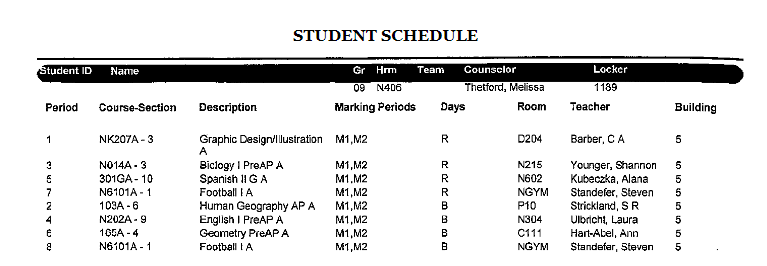 STUDENT SCHEDULE
Student ID Name Gr Hrm Team Counselor Locker
09 N406 Thetford, Melissa 1189
Period Course-Section Description Marking Periods Days Room Teacher Building
1 NK207A - 3 Graphic Design/Illustration M1,M2 R D204 Barber, C A 5
A
3 N014A - 3 Biology I PreAP A M1,M2 R N215 Younger, Shannon 5
5 301GA - 10 Spanish II G A M1,M2 R N602 Kubeczka, Alana 5
7 N6101A - 1 Football I A M1,M2 R NGYM Standefer, Steven 5
2 103A - 6 Human Geography AP A M1,M2 B P10 Strickland, S R 5
4 N202A - 9 English I PreAP A M1,M2 B N304 Ulbricht, Laura 5
6 165A - 4 Geometry PreAP A M1,M2 B C111 Hart-Abel, Ann 5
8 N6101A - 1 Football I A M1,M2 B NGYM Standefer, Steven 5